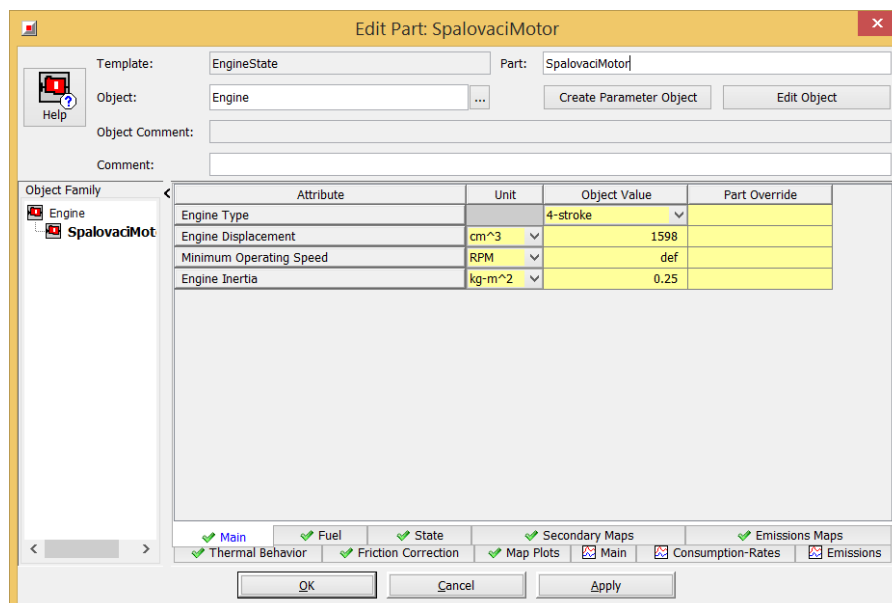 Edit Part: SpalovaciMotor
Template: EngineState Part: SpalovaciMotor
Help
Object: Engine ... Create Parameter Object Edit Object
Object Comment:
Comment:
Object Family
Engine
SpalovaciMot
Attribute Unit Object Value Part Override
Engine Type 4-stroke
Engine Displacement cm^3 1598
Minimum Operating Speed RPM def
Engine Inertia kg-m^2 0.25
Main Fuel State Secondary Maps Emissions Maps
Thermal Behavior Friction Correction Map Plots Main Consumption-Rates Emissions
OK Cancel Apply